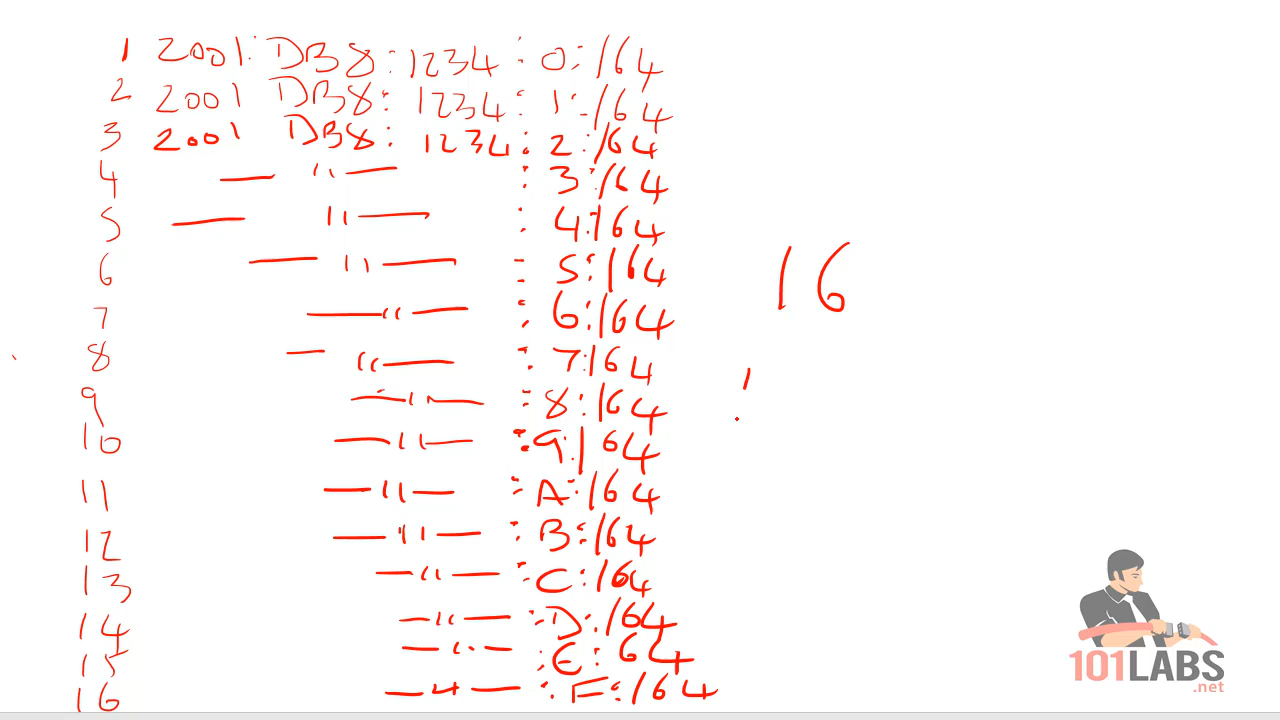 1 2001: DB8: 1234 : 0: /64
2 2001 DB8: 1234 : 1: /64
3 2001 DB8: 1234 : 2: /64
4 — " — : 3: /64
5 — " — : 4: /64
6 — " — : 5: /64
7 — " — : 6: /64
8 — " — : 7: /64
9 — " — : 8: /64
10 — " — : 9: /64
11 — " — : A: /64
12 — " — : B: /64
13 — " — : C: /64
14 — " — : D: /64
15 — " — : E: 64
16 — " — : F: /64
16
101LABS
.net